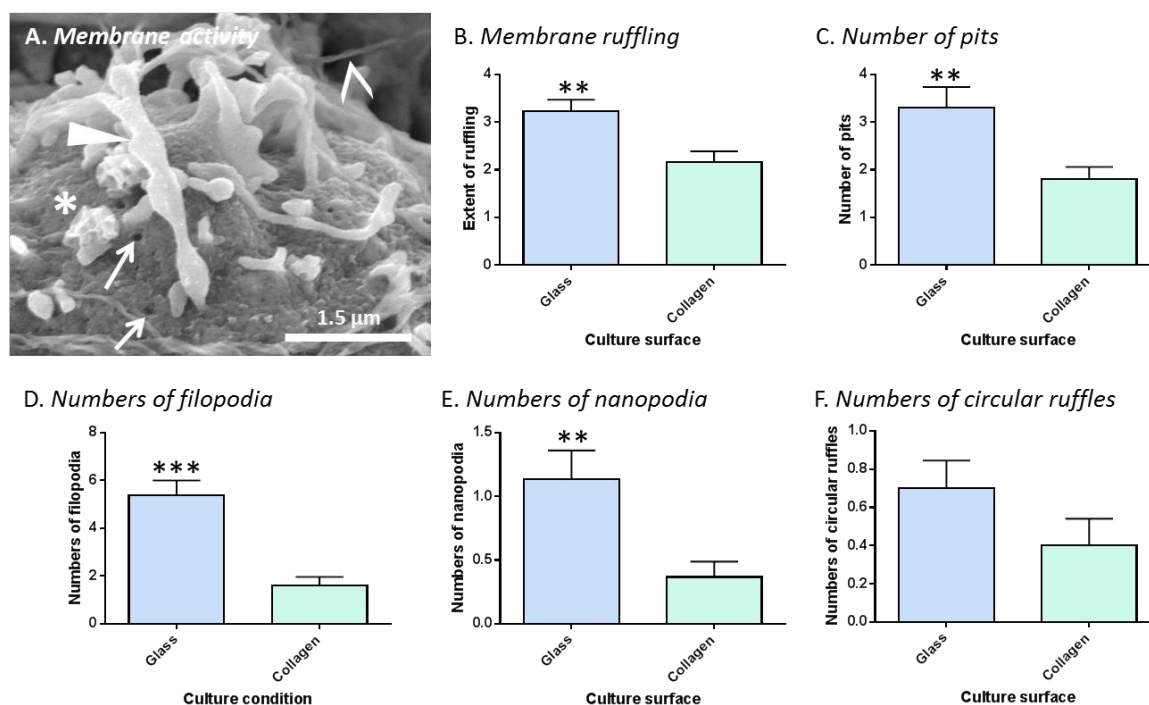 A. Membrane activity
*
1.5 µm
B. Membrane ruffling
Extent of ruffling
4
3
2
1
0
**
Glass
Collagen
Culture surface
C. Number of pits
Number of pits
4
3
2
1
0
**
Glass
Collagen
Culture surface
D. Numbers of filopodia
Numbers of filopodia
8
6
4
2
0
***
Glass
Collagen
Culture condition
E. Numbers of nanopodia
Numbers of nanopodia
1.5
1.0
0.5
0.0
**
Glass
Collagen
Culture surface
F. Numbers of circular ruffles
Numbers of circular ruffles
1.0
0.8
0.6
0.4
0.2
0.0
Glass
Collagen
Culture surface